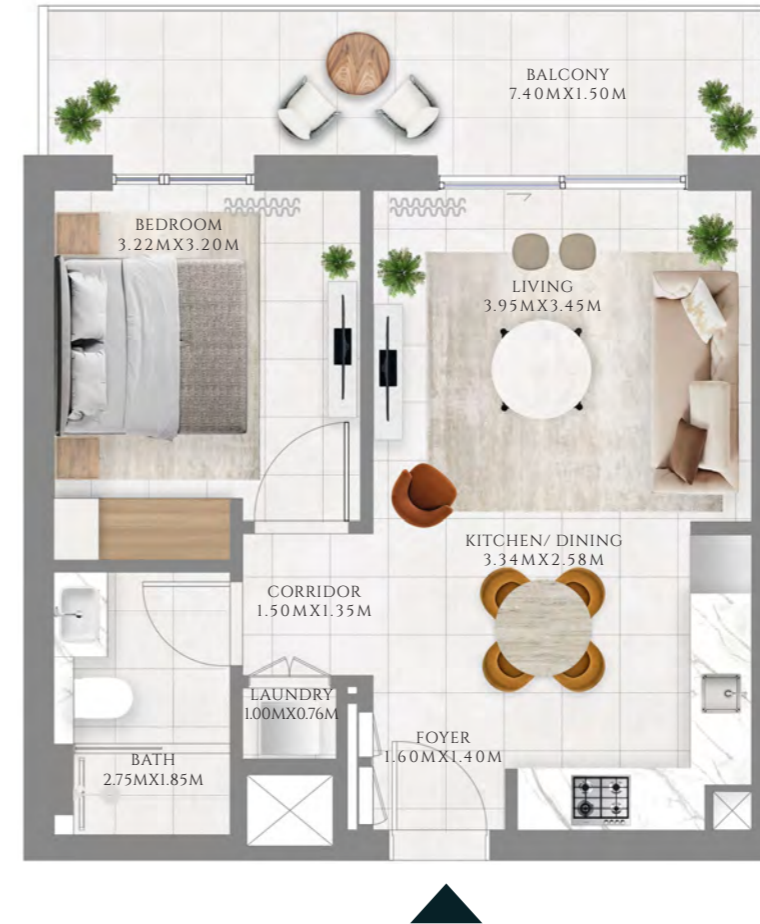 BALCONY
7.40MX1.50M
BEDROOM
3.22MX3.20M
LIVING
3.95MX3.45M
KITCHEN/ DINING
3.34MX2.58M
CORRIDOR
1.50MX1.35M
LAUNDRY
1.00MX0.76M
FOYER
1.60MX1.40M
BATH
2.75MX1.85M